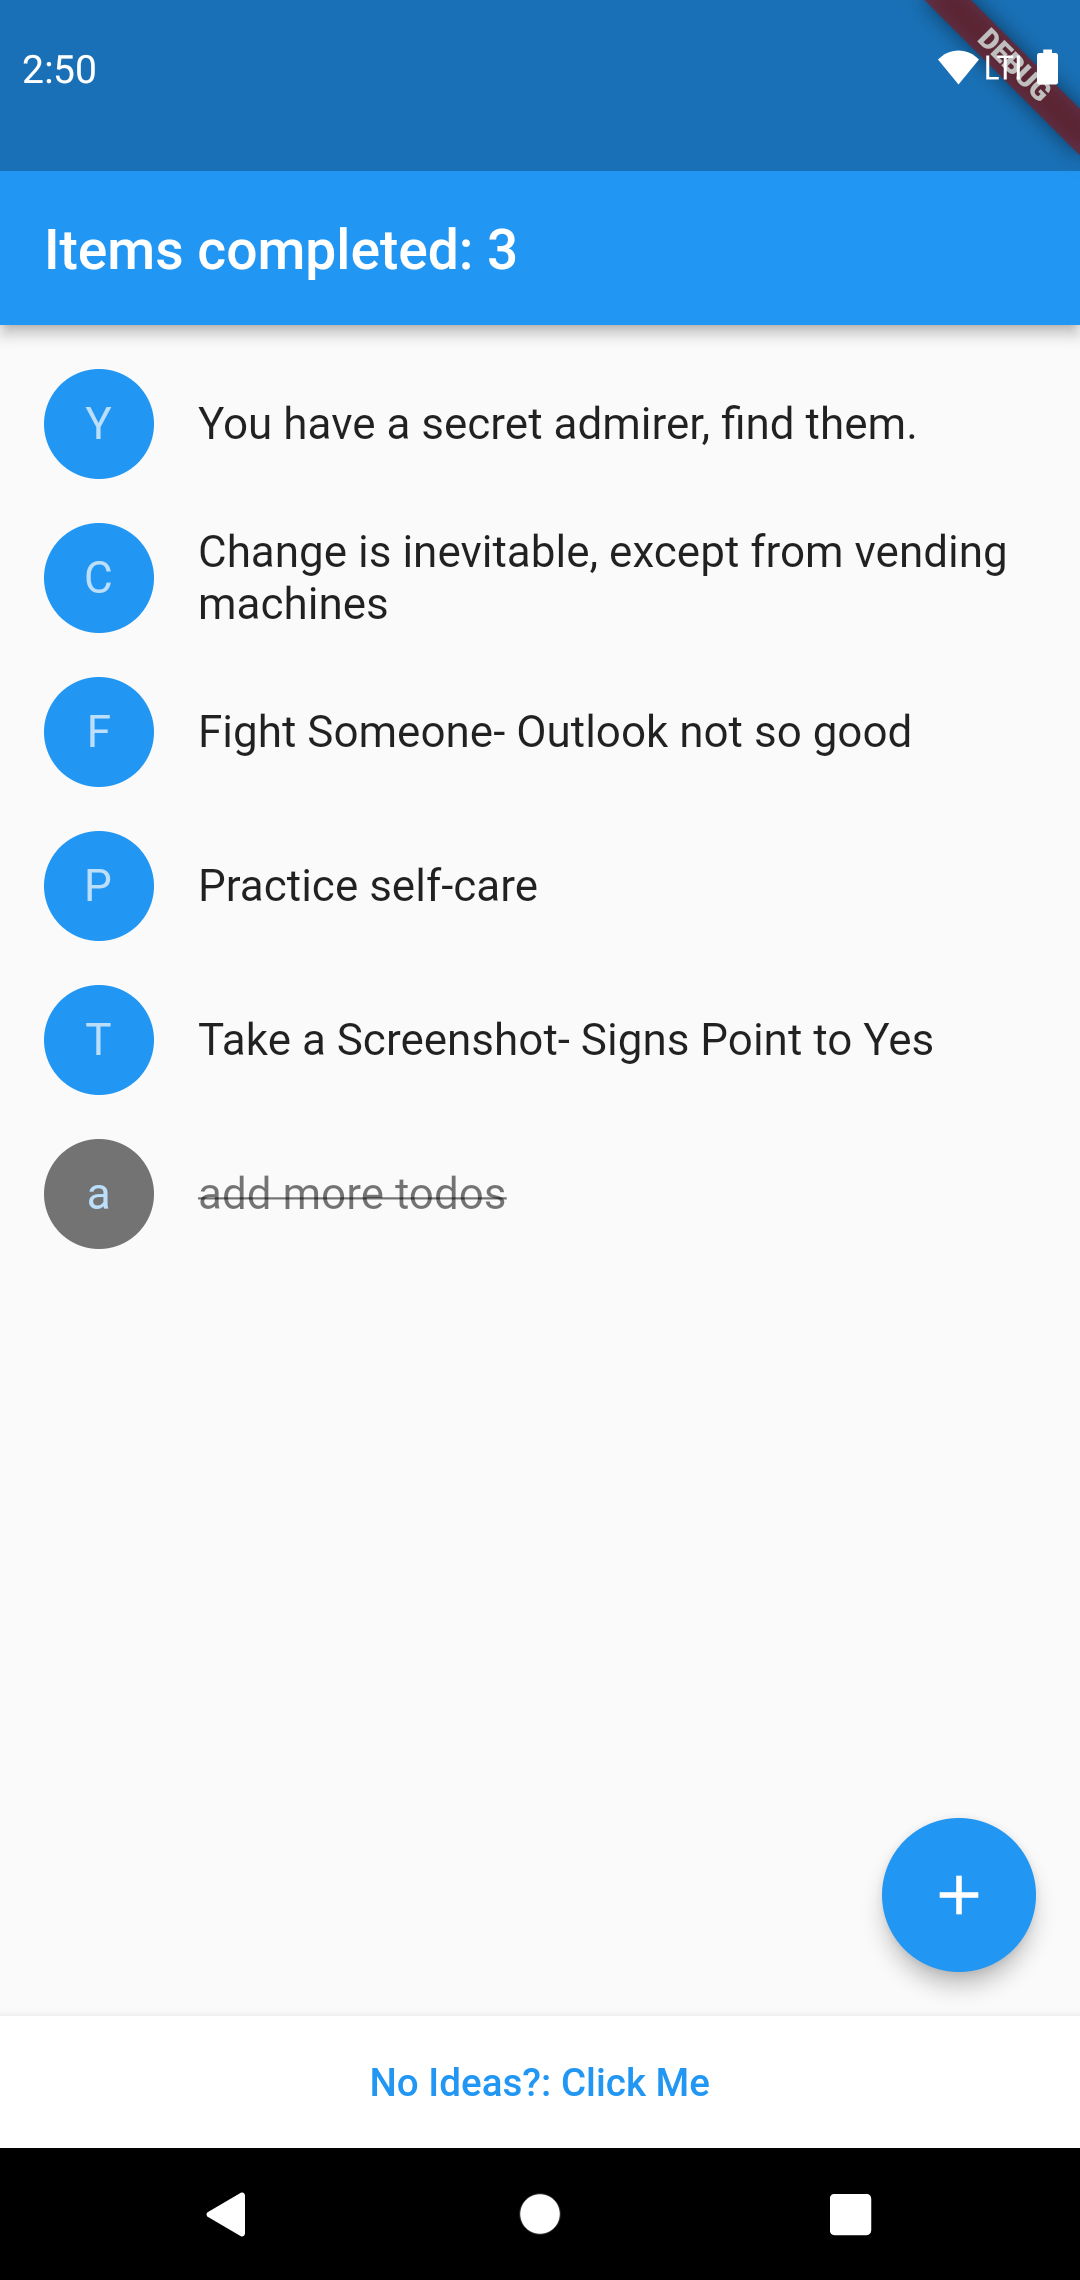 2:50
DEBUG
Items completed: 3
Y
You have a secret admirer, find them.
C
Change is inevitable, except from vending
machines
F
Fight Someone- Outlook not so good
P
Practice self-care
T
Take a Screenshot- Signs Point to Yes
a
add more todos
No Ideas?: Click Me